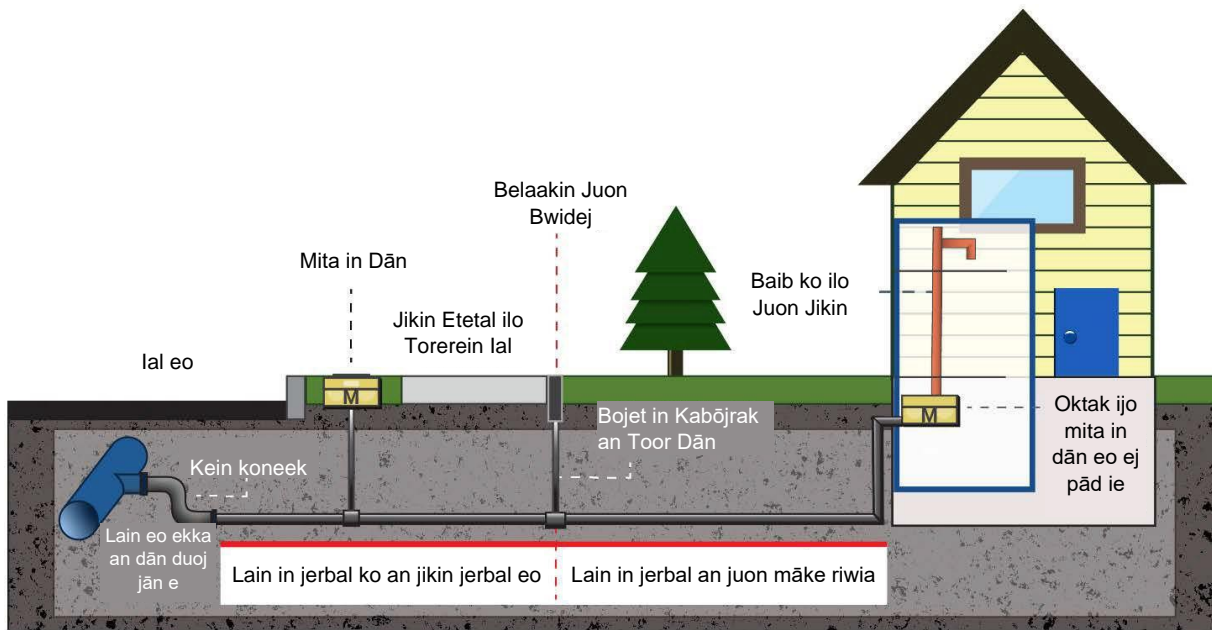 Belaakin Juon
Bwidej
Mita in Dān
Baib ko ilo
Juon Jikin
Jikin Etetal ilo
Torerein Ial
Ial eo
M
M
Bojet in Kabōjrak
an Toor Dān
Oktak ijo
mita in
dān eo ej
pād ie
Kein koneek
Lain eo ekka
an dān duoj
jān e
Lain in jerbal ko an jikin jerbal eo
Lain in jerbal an juon māke riwia